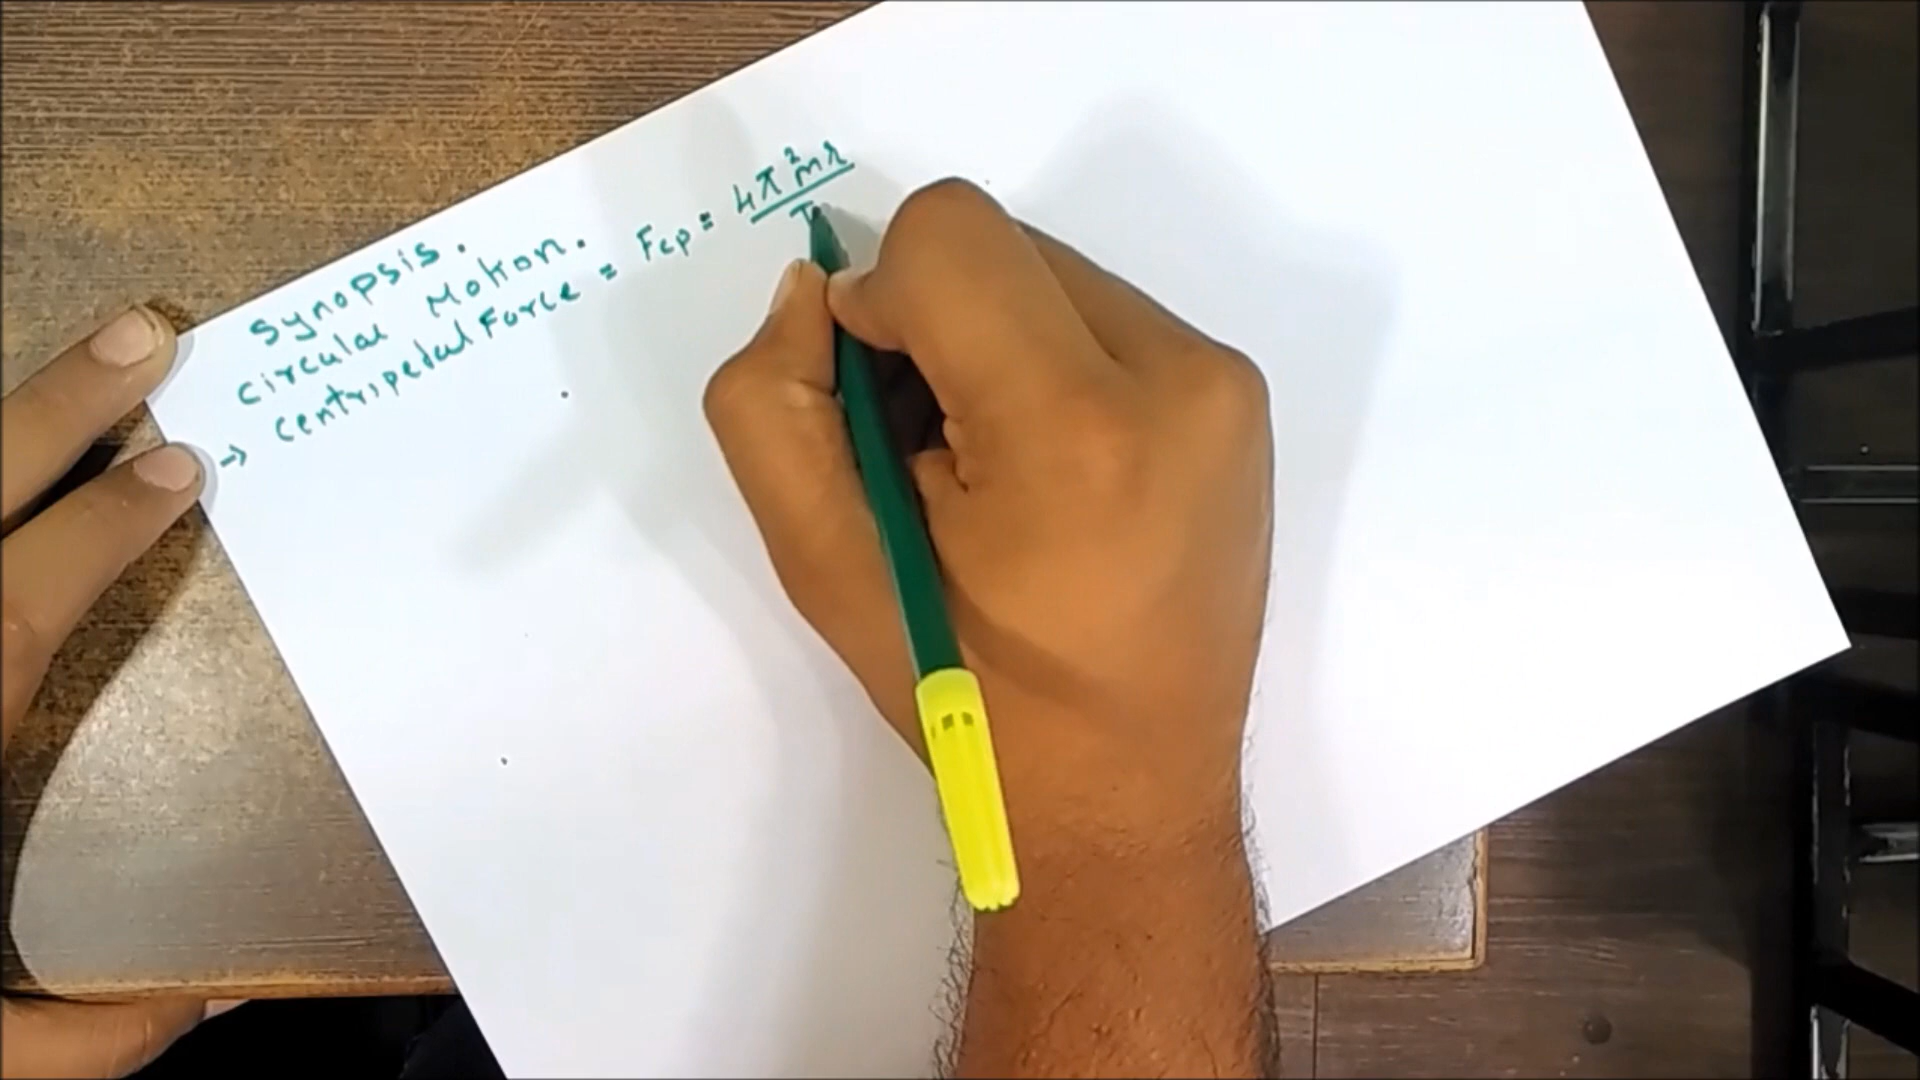 synopsis.
circular Motion.
→ centripetal Force = Fcp = 4π²mr / T